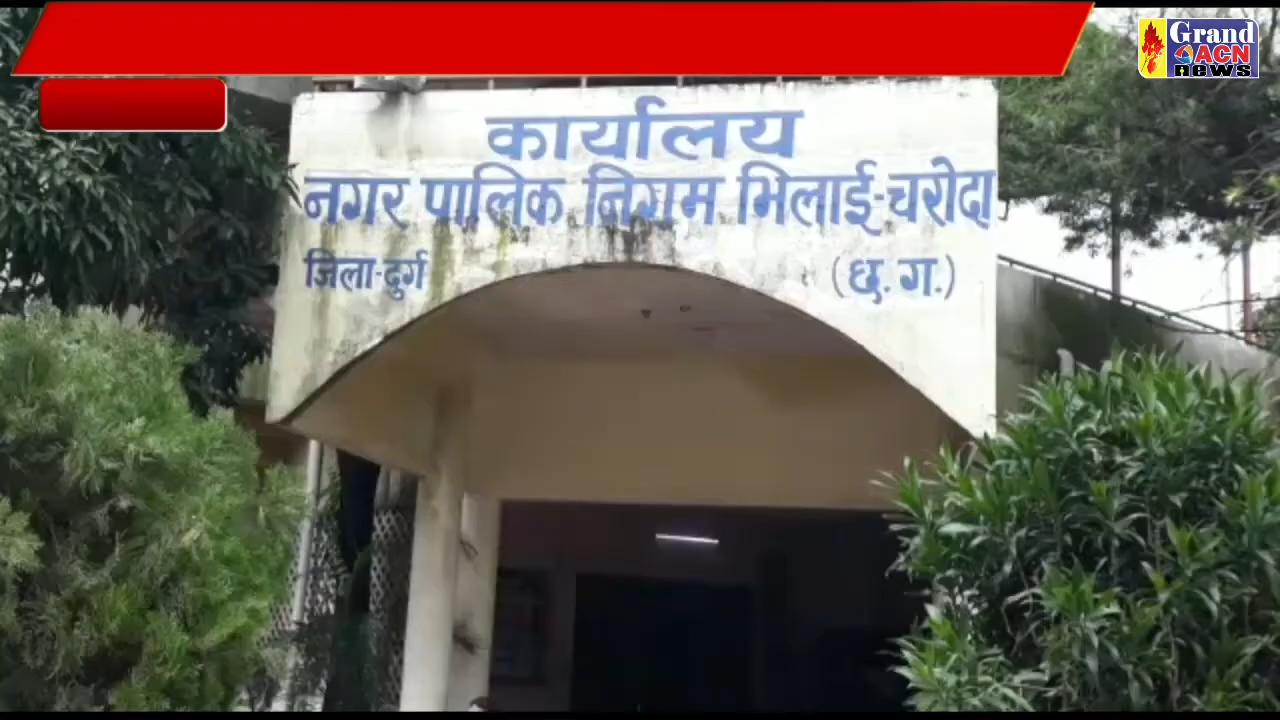 Grand
ACN
news
कार्यालय
नगर पालिक निगम भिलाई-चरोदा
जिला-दुर्ग (छ.ग.)